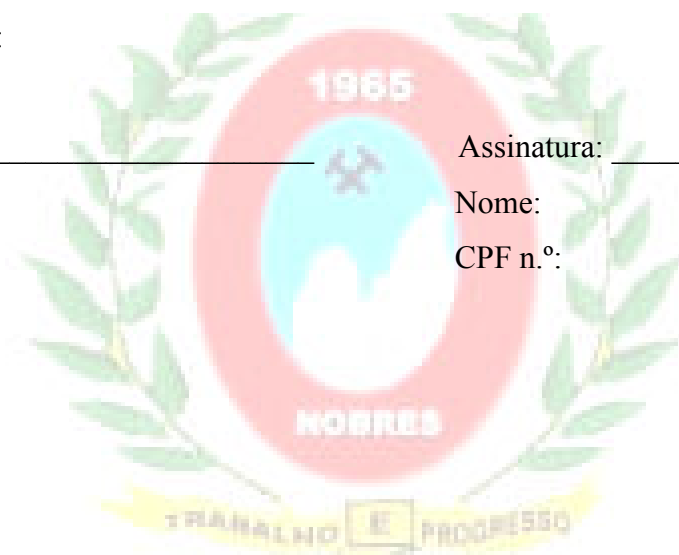 :
1965
Assinatura:
Nome:
CPF n.º:
NOBRES
TRABALHO E PROGRESSO